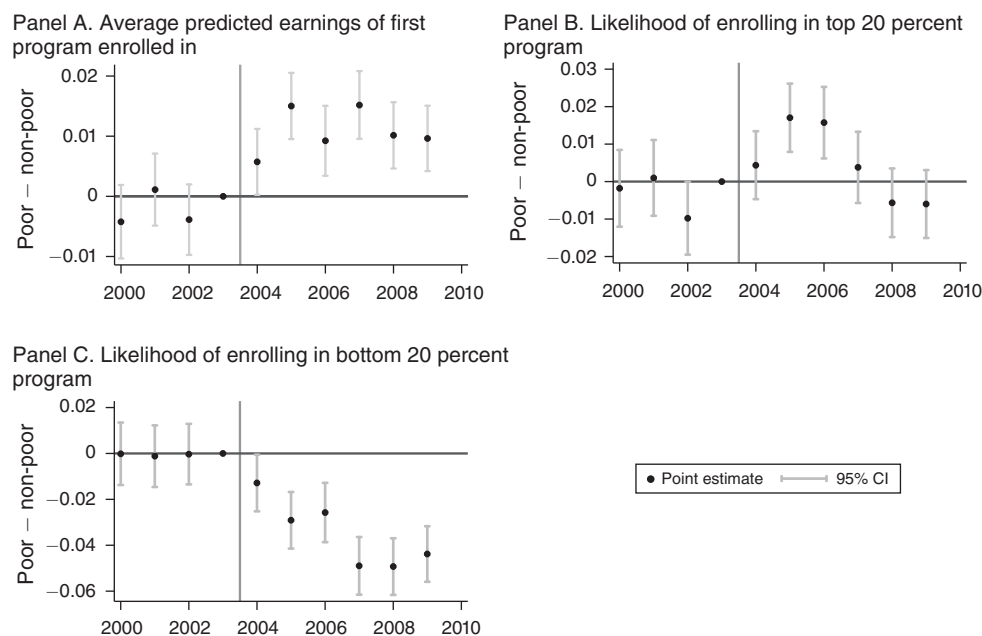 Panel A. Average predicted earnings of first
program enrolled in
0.02
0.01
0
−0.01
Poor − non-poor
2000 2002 2004 2006 2008 2010
Panel B. Likelihood of enrolling in top 20 percent
program
0.03
0.02
0.01
0
−0.01
−0.02
Poor − non-poor
2000 2002 2004 2006 2008 2010
Panel C. Likelihood of enrolling in bottom 20 percent
program
0.02
0
−0.02
−0.04
−0.06
Poor − non-poor
2000 2002 2004 2006 2008 2010
Point estimate 95% CI